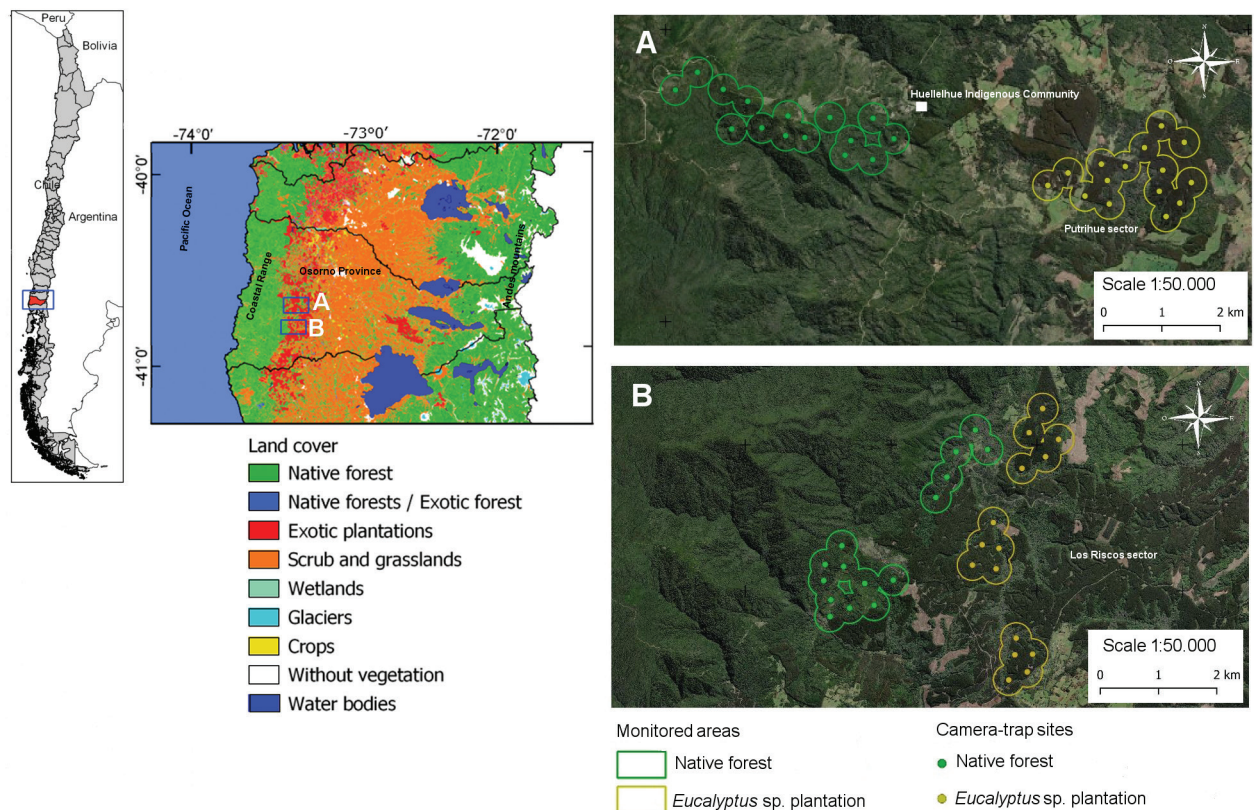 Peru
Bolivia
Chile
Argentina
-74°0'
-73°0'
-72°0'
-40°0'
-41°0'
Pacific Ocean
Coastal Range
Osorno Province
Andes mountains
A
B
Land cover
Native forest
Native forests / Exotic forest
Exotic plantations
Scrub and grasslands
Wetlands
Glaciers
Crops
Without vegetation
Water bodies
A
Huellelhue Indigenous Community
Putrihue sector
N
O
E
S
Scale 1:50.000
0 1 2 km
B
Los Riscos sector
N
O
E
S
Scale 1:50.000
0 1 2 km
Monitored areas
Native forest
Eucalyptus sp. plantation
Camera-trap sites
Native forest
Eucalyptus sp. plantation